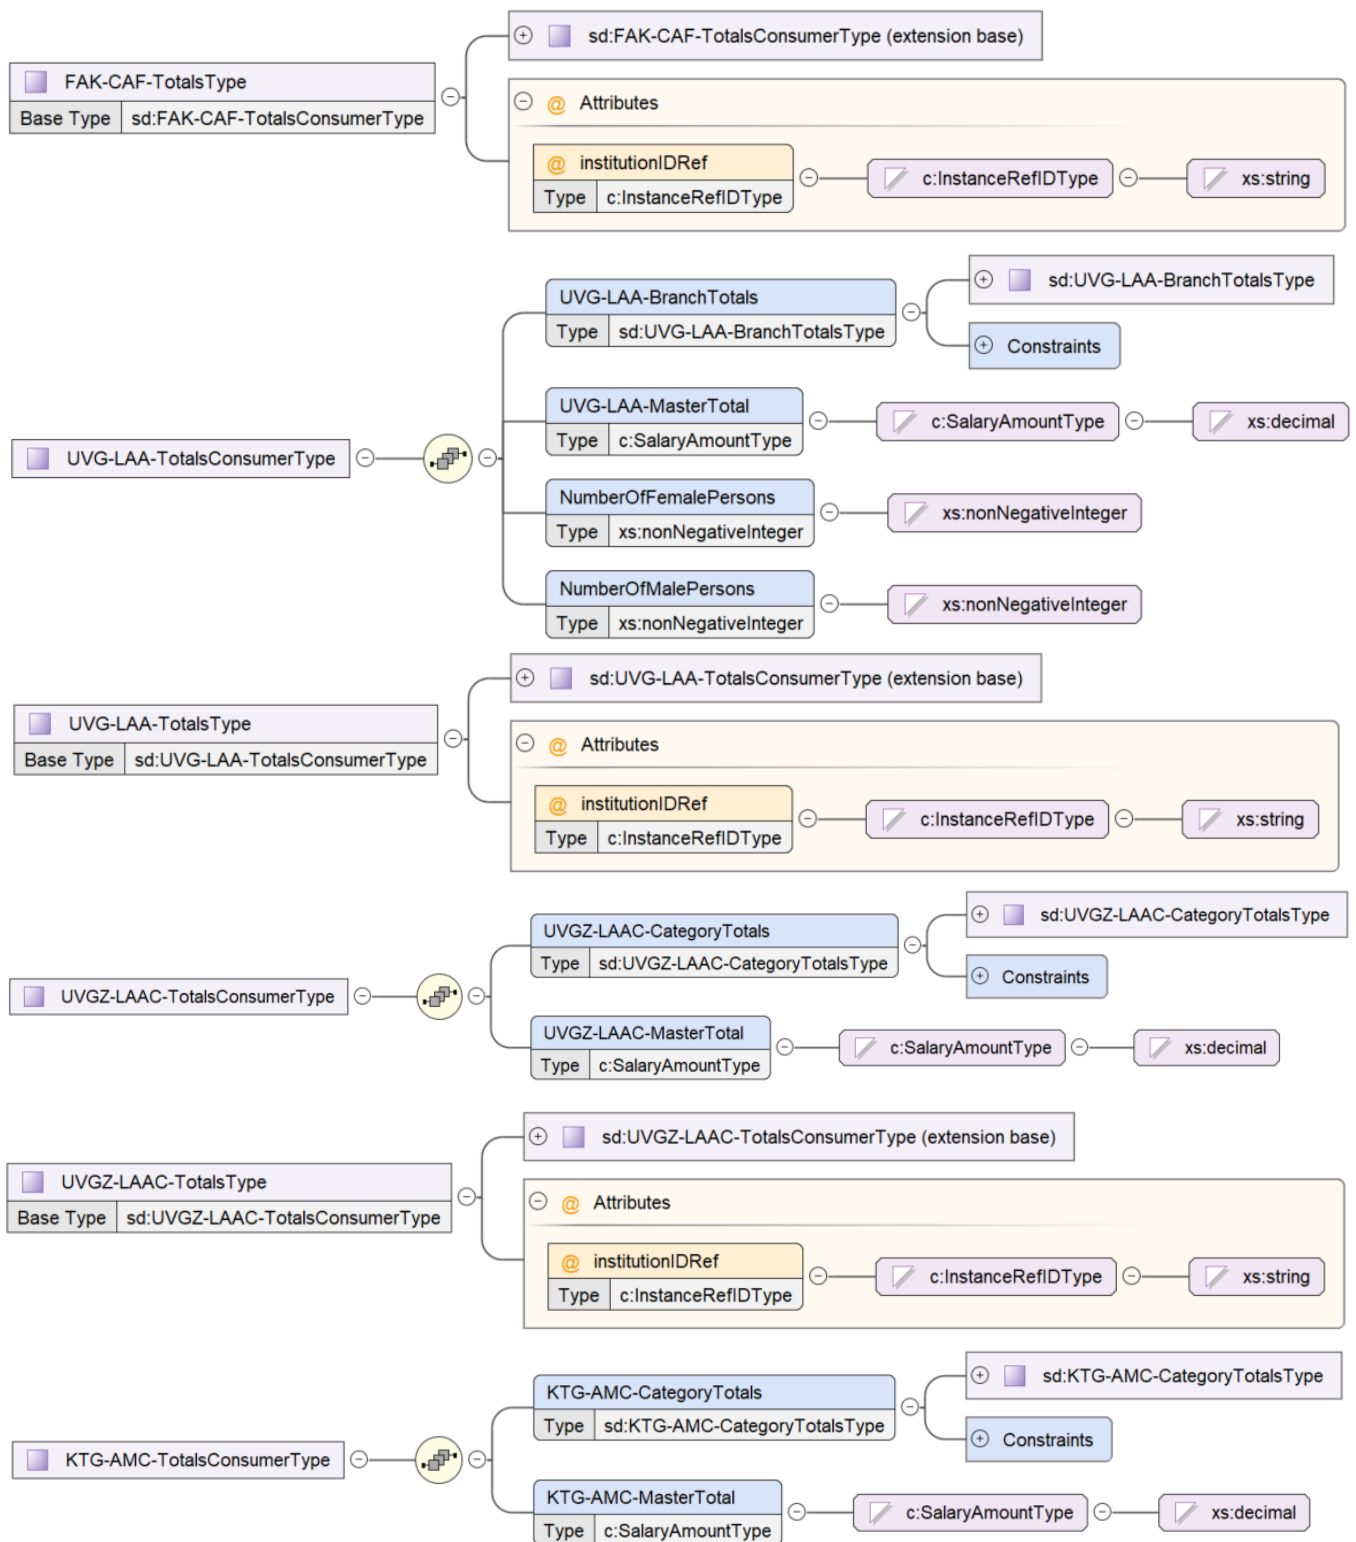 sd:FAK-CAF-TotalsConsumerType (extension base)
FAK-CAF-TotalsType
Base Type sd:FAK-CAF-TotalsConsumerType
@ Attributes
@ institutionIDRef
Type c:InstanceRefIDType
c:InstanceRefIDType
xs:string
UVG-LAA-TotalsConsumerType
UVG-LAA-BranchTotals
Type sd:UVG-LAA-BranchTotalsType
sd:UVG-LAA-BranchTotalsType
Constraints
UVG-LAA-MasterTotal
Type c:SalaryAmountType
c:SalaryAmountType
xs:decimal
NumberOfFemalePersons
Type xs:nonNegativeInteger
xs:nonNegativeInteger
NumberOfMalePersons
Type xs:nonNegativeInteger
xs:nonNegativeInteger
sd:UVG-LAA-TotalsConsumerType (extension base)
UVG-LAA-TotalsType
Base Type sd:UVG-LAA-TotalsConsumerType
@ Attributes
@ institutionIDRef
Type c:InstanceRefIDType
c:InstanceRefIDType
xs:string
UVGZ-LAAC-TotalsConsumerType
UVGZ-LAAC-CategoryTotals
Type sd:UVGZ-LAAC-CategoryTotalsType
sd:UVGZ-LAAC-CategoryTotalsType
Constraints
UVGZ-LAAC-MasterTotal
Type c:SalaryAmountType
c:SalaryAmountType
xs:decimal
sd:UVGZ-LAAC-TotalsConsumerType (extension base)
UVGZ-LAAC-TotalsType
Base Type sd:UVGZ-LAAC-TotalsConsumerType
@ Attributes
@ institutionIDRef
Type c:InstanceRefIDType
c:InstanceRefIDType
xs:string
KTG-AMC-TotalsConsumerType
KTG-AMC-CategoryTotals
Type sd:KTG-AMC-CategoryTotalsType
sd:KTG-AMC-CategoryTotalsType
Constraints
KTG-AMC-MasterTotal
Type c:SalaryAmountType
c:SalaryAmountType
xs:decimal